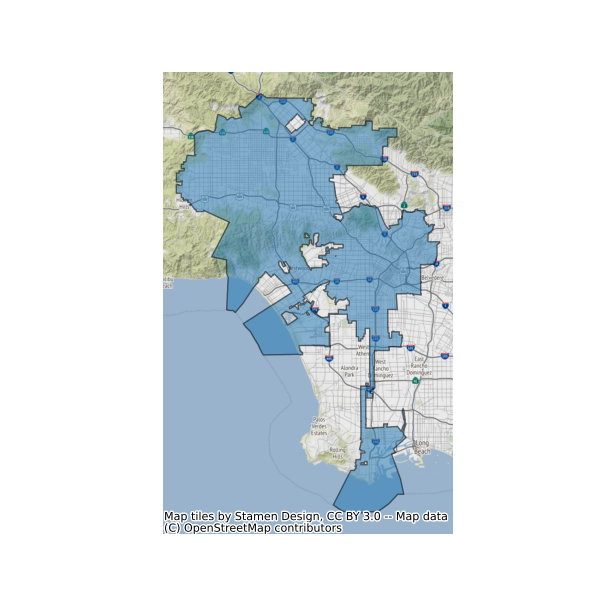 West
Athens
Alondra
Park
West
Rancho
Dominguez
East
Rancho
Dominguez
Palos
Verdes
Estates
Rolling
Hills
Long
Beach
Map tiles by Stamen Design, CC BY 3.0 -- Map data
(C) OpenStreetMap contributors